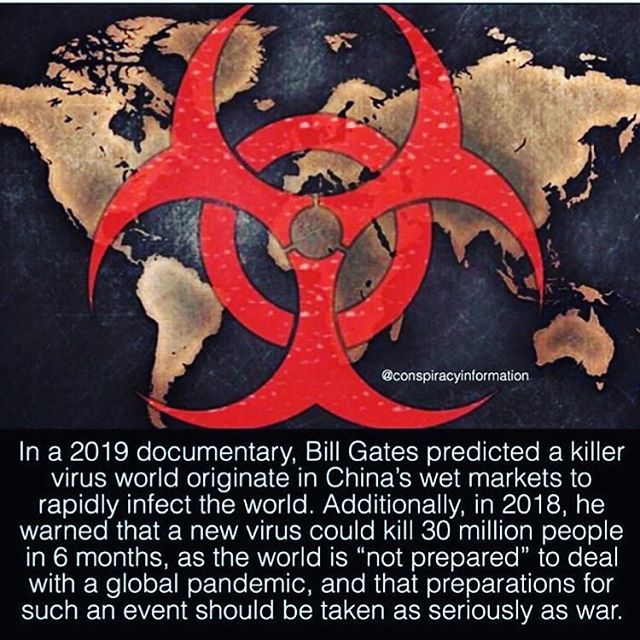 @conspiracyinformation
In a 2019 documentary, Bill Gates predicted a killer
virus world originate in China's wet markets to
rapidly infect the world. Additionally, in 2018, he
warned that a new virus could kill 30 million people
in 6 months, as the world is “not prepared” to deal
with a global pandemic, and that preparations for
such an event should be taken as seriously as war.